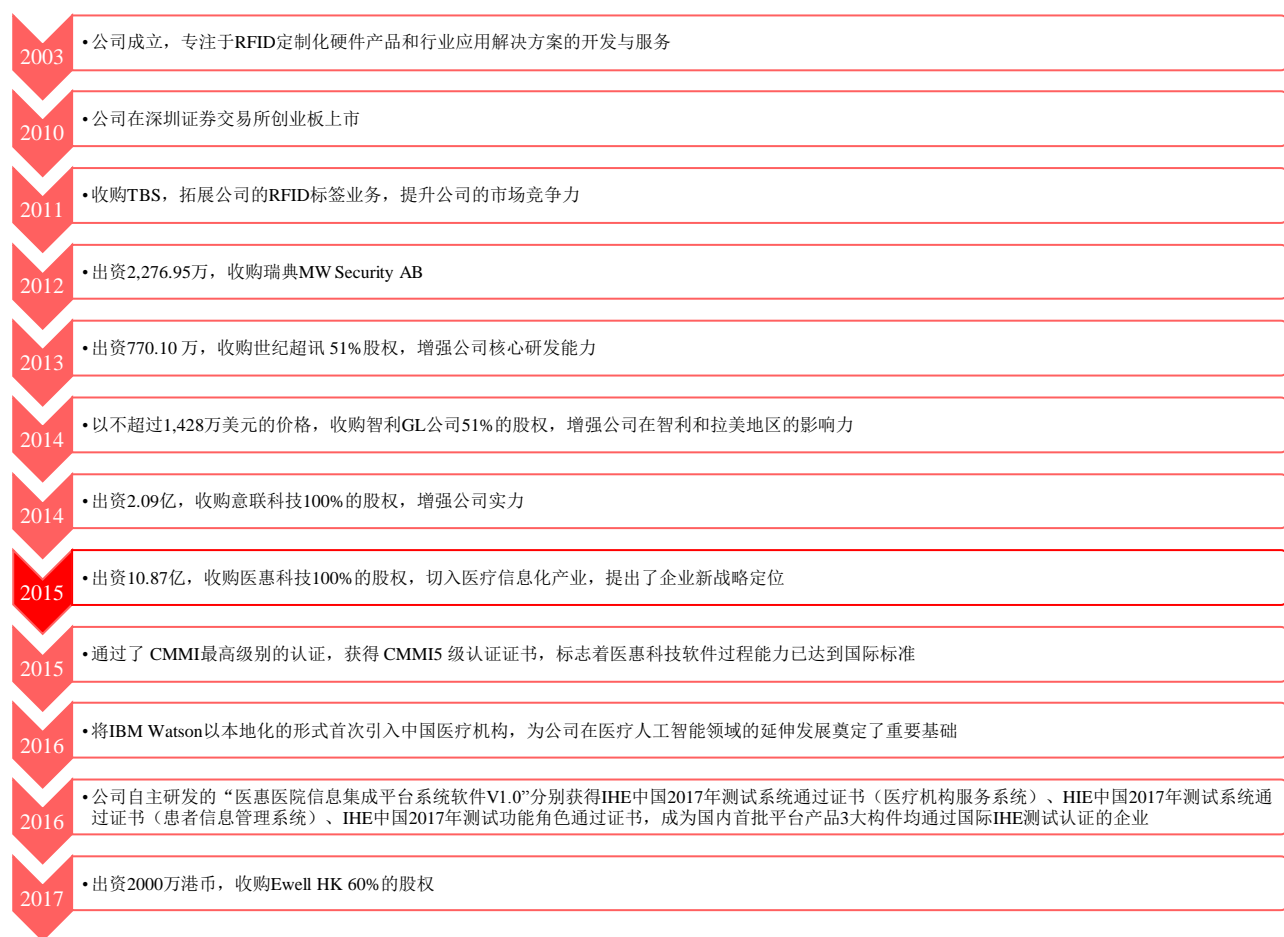 2003
•公司成立，专注于RFID定制化硬件产品和行业应用解决方案的开发与服务
2010
•公司在深圳证券交易所创业板上市
2011
•收购TBS，拓展公司的RFID标签业务，提升公司的市场竞争力
2012
•出资2,276.95万，收购瑞典MW Security AB
2013
•出资770.10 万，收购世纪超讯 51%股权，增强公司核心研发能力
2014
•以不超过1,428万美元的价格，收购智利GL公司51%的股权，增强公司在智利和拉美地区的影响力
2014
•出资2.09亿，收购意联科技100%的股权，增强公司实力
2015
•出资10.87亿，收购医惠科技100%的股权，切入医疗信息化产业，提出了企业新战略定位
2015
•通过了 CMMI最高级别的认证，获得 CMMI5 级认证证书，标志着医惠科技软件过程能力已达到国际标准
2016
•将IBM Watson以本地化的形式首次引入中国医疗机构，为公司在医疗人工智能领域的延伸发展奠定了重要基础
2016
•公司自主研发的“医惠医院信息集成平台系统软件V1.0”分别获得IHE中国2017年测试系统通过证书（医疗机构服务系统）、HIE中国2017年测试系统通
过证书（患者信息管理系统）、IHE中国2017年测试功能角色通过证书，成为国内首批平台产品3大构件均通过国际IHE测试认证的企业
2017
•出资2000万港币，收购Ewell HK 60%的股权